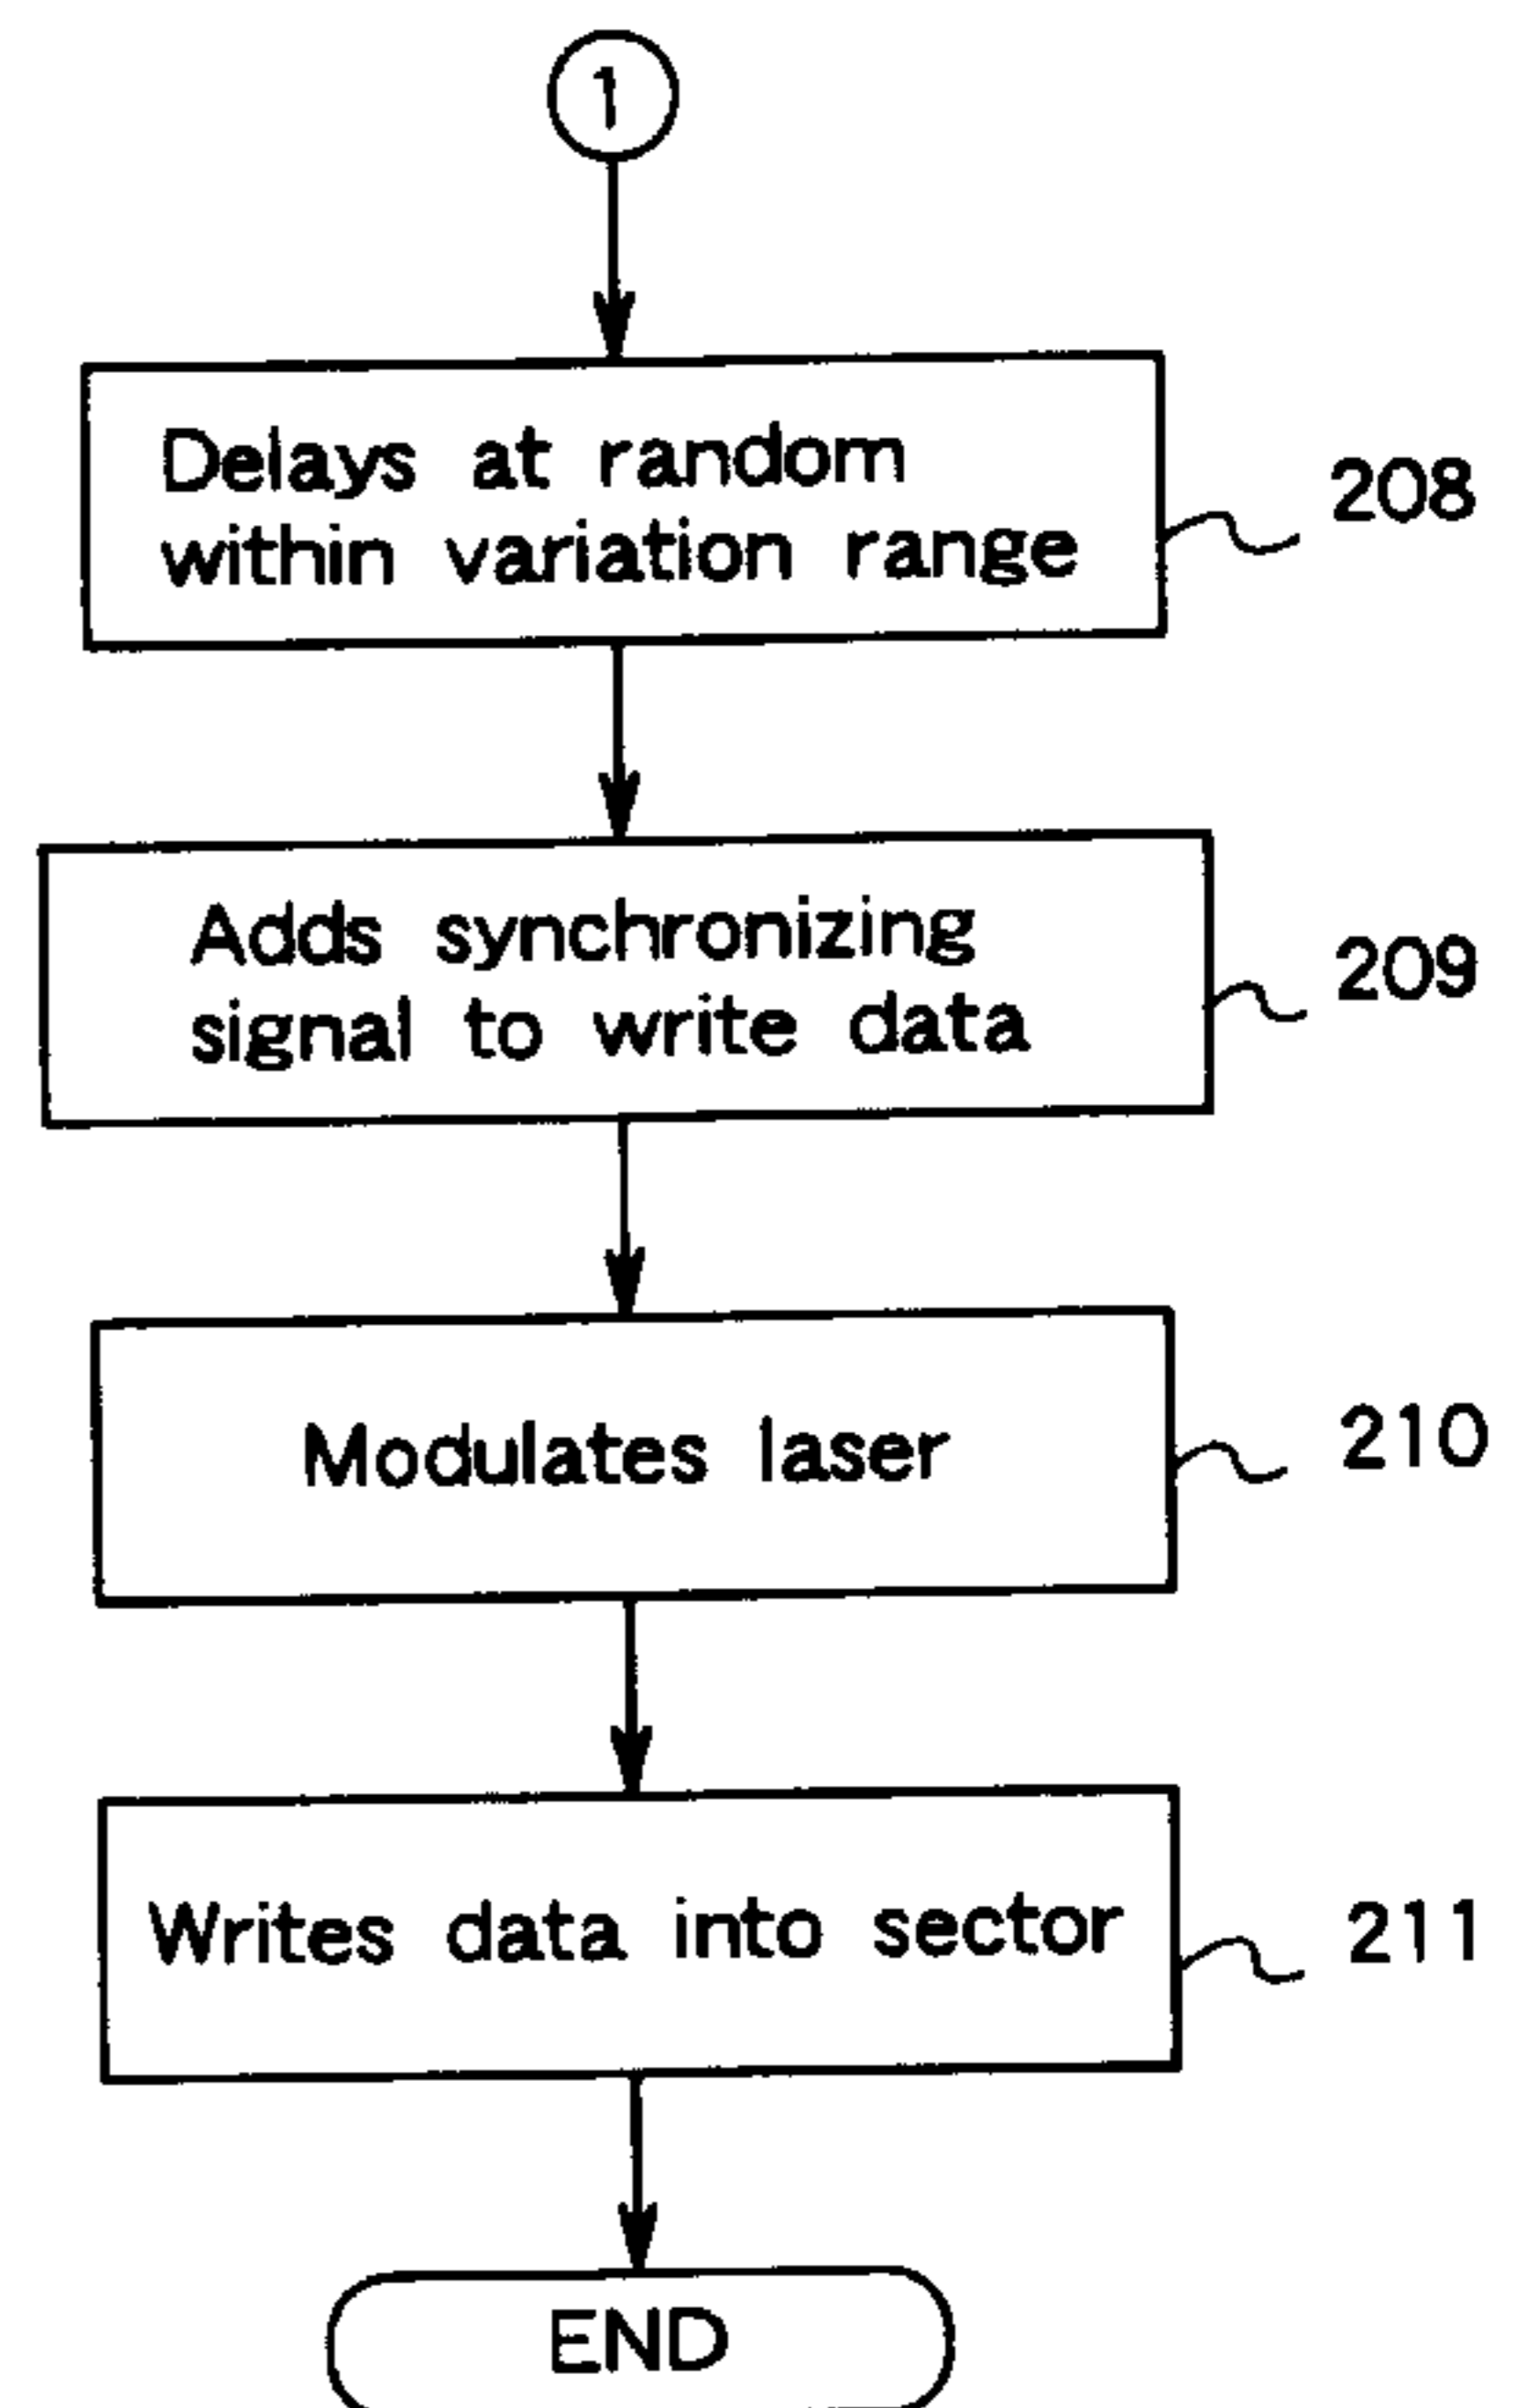 1
Delays at random
within variation range
208
Adds synchronizing
signal to write data
209
Modulates laser
210
Writes data into sector
211
END